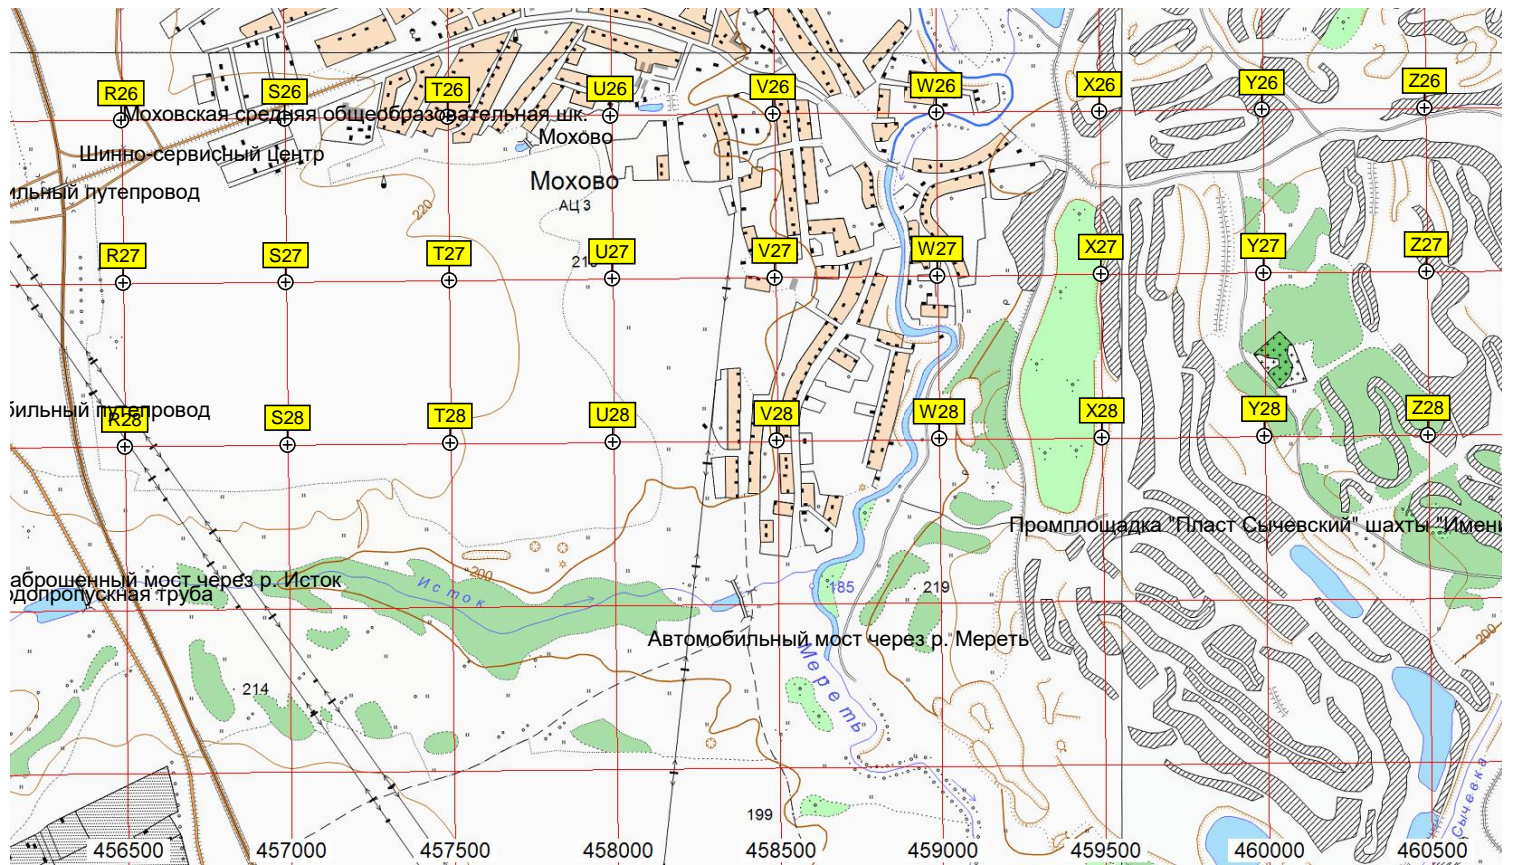 R26
S26
T26
U26
V26
W26
X26
Y26
Z26
Моховская средняя общеобразовательная шк.
Мохово
Шинно-сервисный центр
Мохово
ильный путепровод
АЦ 3
220
R27
S27
T27
U27
V27
W27
X27
Y27
Z27
бильный путепровод
R28
S28
T28
U28
V28
W28
X28
Y28
Z28
Промплощадка "Пласт Сычевский" шахты "Имени
200
аброшенный мост через р. Исток
Исток
185
219
допропускная труба
Автомобильный мост через р. Мереть
200
Мереть
214
Сычевка
199
4566500
457000
457500
458000
458500
459000
459500
460000
460500